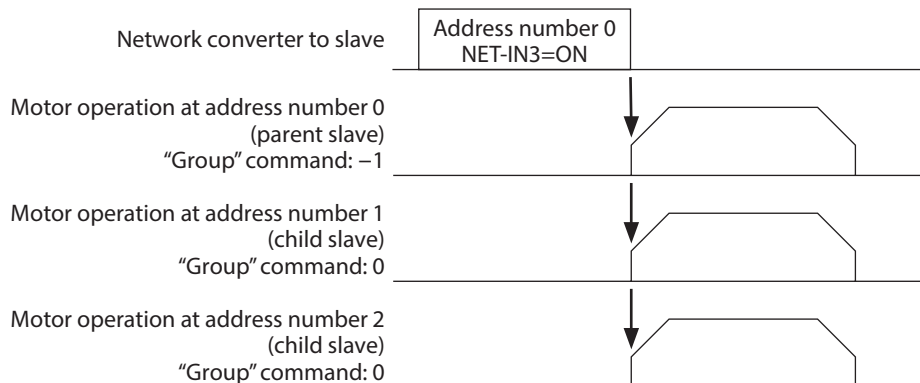 Network converter to slave
Address number 0
NET-IN3=ON
Motor operation at address number 0
(parent slave)
“Group” command: −1
Motor operation at address number 1
(child slave)
“Group” command: 0
Motor operation at address number 2
(child slave)
“Group” command: 0